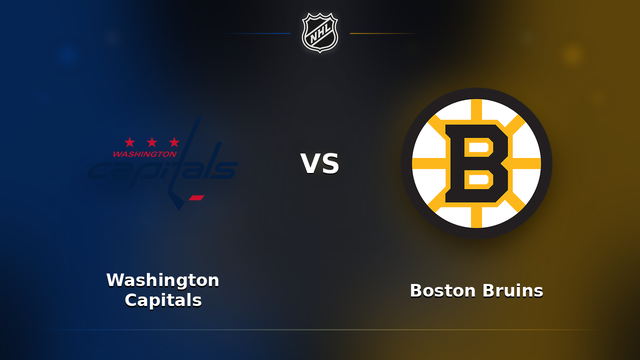 NHL
WASHINGTON
capitals
VS
B
Washington
Capitals
Boston Bruins